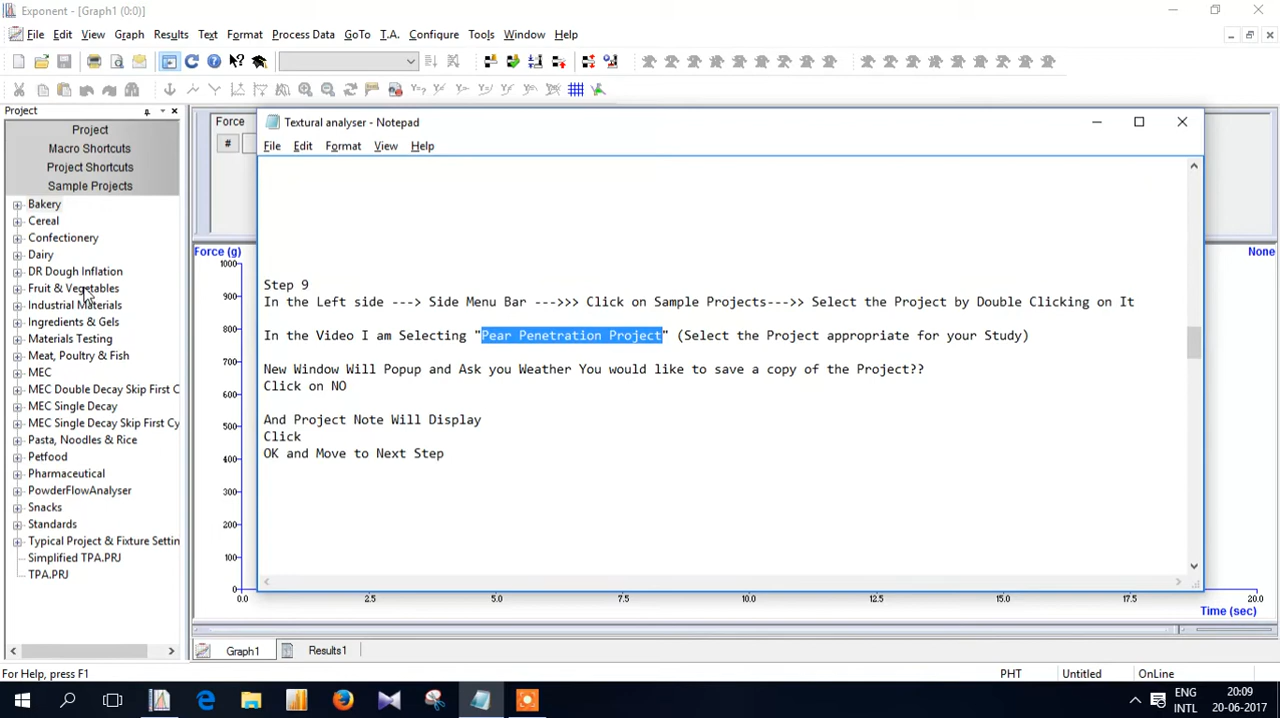 Exponent - [Graph1 (0:0)]
File Edit View Graph Results Text Format Process Data GoTo T.A. Configure Tools Window Help
Project
Project
Macro Shortcuts
Project Shortcuts
Sample Projects
Bakery
Cereal
Confectionery
Dairy
DR Dough Inflation
Fruit & Vegetables
Industrial Materials
Ingredients & Gels
Materials Testing
Meat, Poultry & Fish
MEC
MEC Double Decay Skip First C
MEC Single Decay
MEC Single Decay Skip First Cy
Pasta, Noodles & Rice
Petfood
Pharmaceutical
PowderFlowAnalyser
Snacks
Standards
Typical Project & Fixture Settin
Simplified TPA.PRJ
TPA.PRJ
Force
#
Textural analyser - Notepad
File Edit Format View Help
Step 9
In the Left side ---> Side Menu Bar --->>> Click on Sample Projects--->> Select the Project by Double Clicking on It
In the Video I am Selecting "Pear Penetration Project" (Select the Project appropriate for your Study)
New Window Will Popup and Ask you Weather You would like to save a copy of the Project??
Click on NO
And Project Note Will Display
Click
OK and Move to Next Step
Force (g)
None
1000
900
800
700
600
500
400
300
200
100
0
0.0 2.5 5.0 7.5 10.0 12.5 15.0 17.5 20.0
Time (sec)
Graph1 Results1
For Help, press F1
PHT Untitled OnLine
ENG
INTL
20:09
20-06-2017